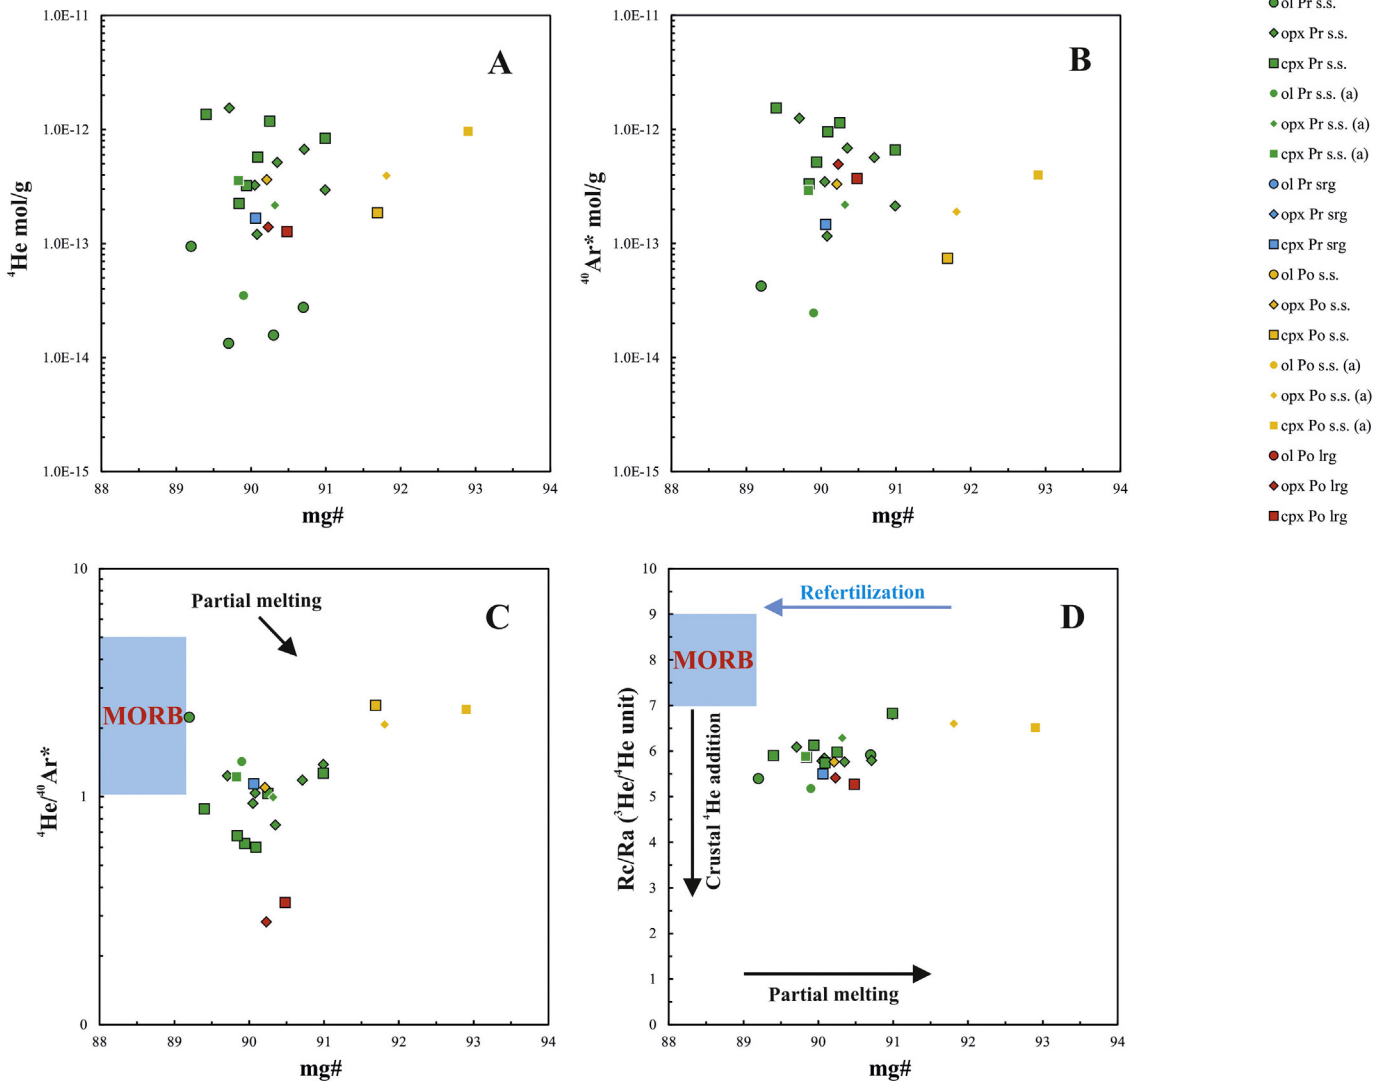 1.0E-11
1.0E-12
1.0E-13
1.0E-14
1.0E-15
⁴He mol/g
A
88 89 90 91 92 93 94
mg#
1.0E-11
1.0E-12
1.0E-13
1.0E-14
1.0E-15
⁴⁰Ar* mol/g
B
88 89 90 91 92 93 94
mg#
ol Pr s.s.
opx Pr s.s.
cpx Pr s.s.
ol Pr s.s. (a)
opx Pr s.s. (a)
cpx Pr s.s. (a)
ol Pr srg
opx Pr srg
cpx Pr srg
ol Po s.s.
opx Po s.s.
cpx Po s.s.
ol Po s.s. (a)
opx Po s.s. (a)
cpx Po s.s. (a)
ol Po lrg
opx Po lrg
cpx Po lrg
10
1
0
⁴He/⁴⁰Ar*
Partial melting
C
MORB
88 89 90 91 92 93 94
mg#
10
9
8
7
6
5
4
3
2
1
0
Rc/Ra (³He/⁴He unit)
Refertilization
D
MORB
Crustal ⁴He addition
Partial melting
88 89 90 91 92 93 94
mg#